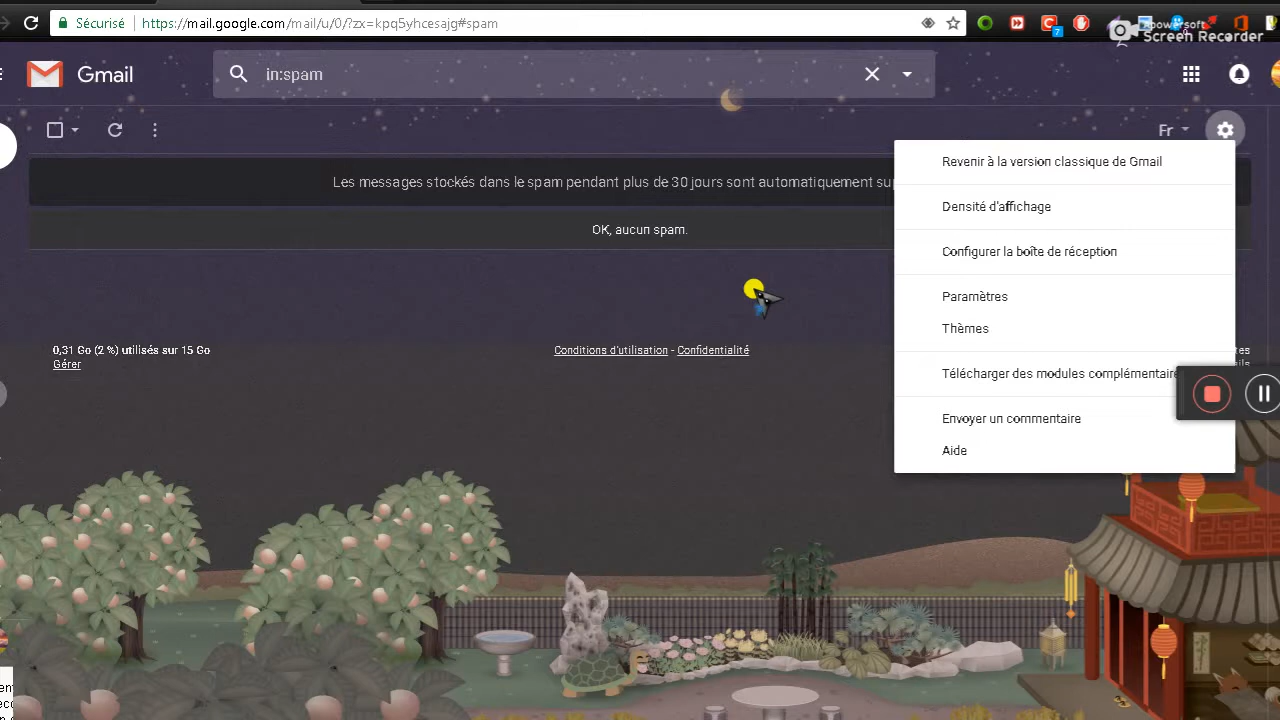 Sécurisé https://mail.google.com/mail/u/0/?zx=kpq5yhcesajg#spam
7
Apowersoft
Screen Recorder
Gmail in:spam
Fr
Revenir à la version classique de Gmail
Les messages stockés dans le spam pendant plus de 30 jours sont automatiquement sup
Densité d'affichage
OK, aucun spam.
Configurer la boîte de réception
Paramètres
Thèmes
0,31 Go (2 %) utilisés sur 15 Go
Gérer
Conditions d'utilisation - Confidentialité
Télécharger des modules complémentaire
Envoyer un commentaire
Aide